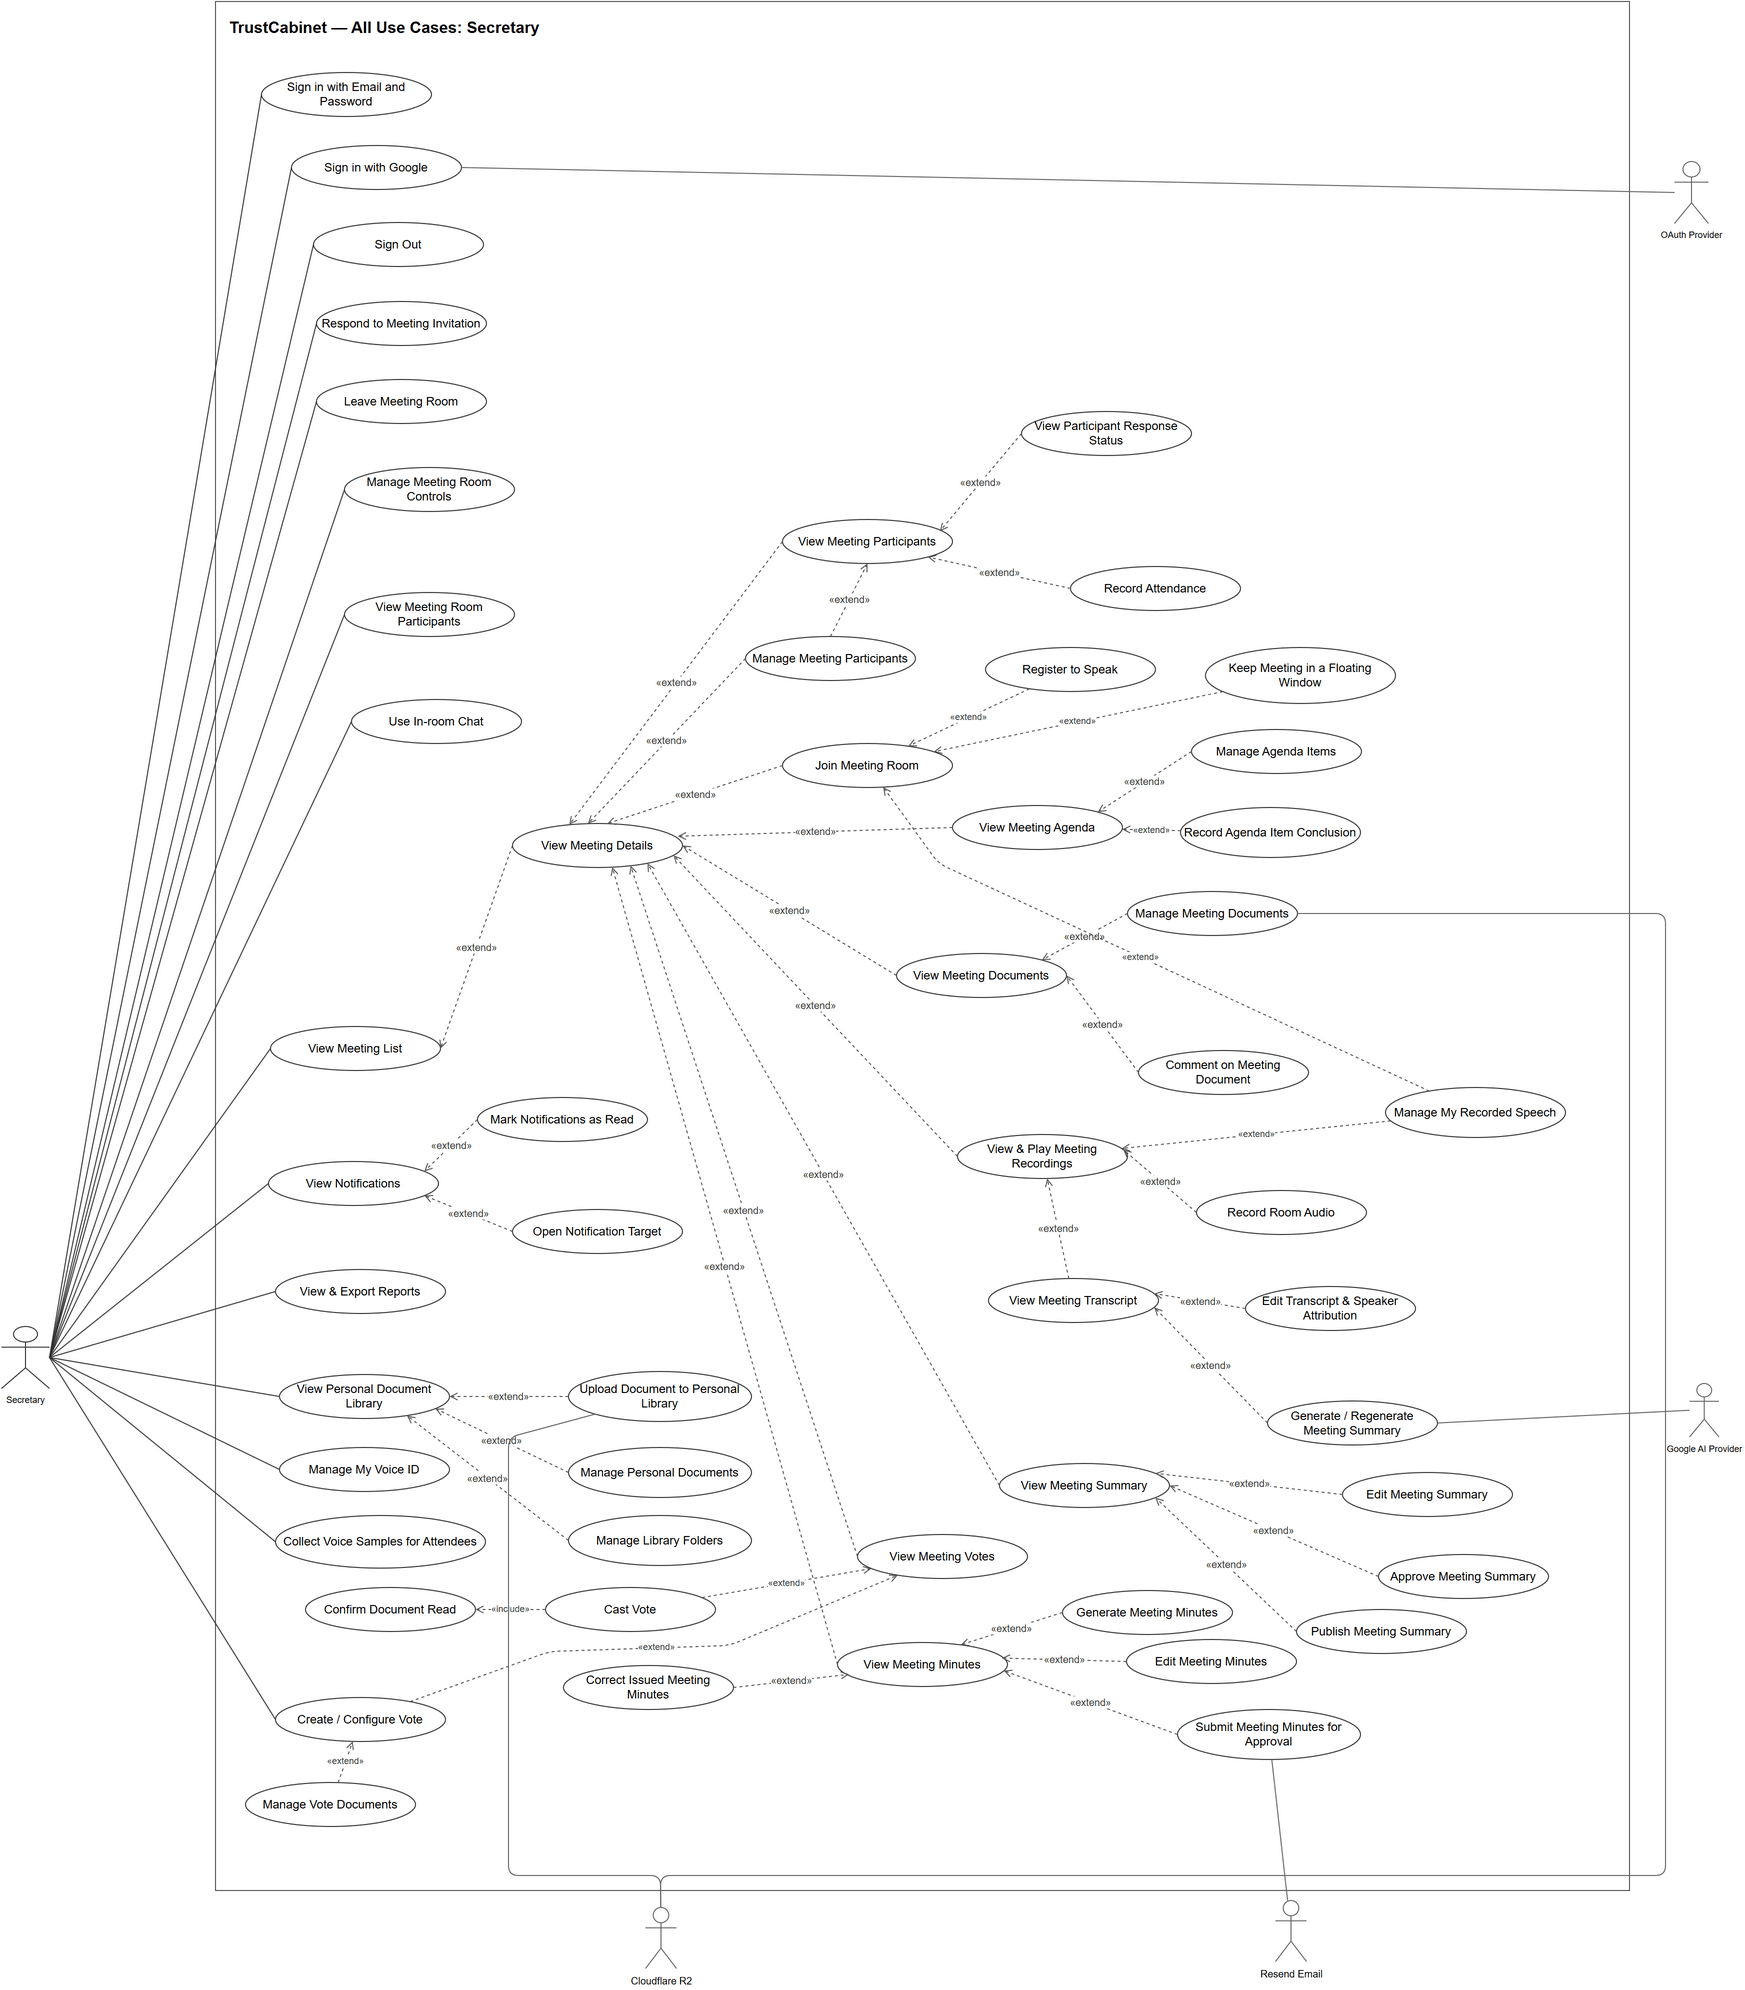 TrustCabinet — All Use Cases: Secretary
Sign in with Email and
Password
Sign in with Google
OAuth Provider
Sign Out
Respond to Meeting Invitation
Leave Meeting Room
View Participant Response
Status
Manage Meeting Room
Controls
«extend»
View Meeting Participants
«extend»
Record Attendance
«extend»
View Meeting Room
Participants
Manage Meeting Participants
Register to Speak
Keep Meeting in a Floating
Window
«extend»
«extend»
«extend»
Use In-room Chat
«extend»
Manage Agenda Items
Join Meeting Room
«extend»
«extend»
View Meeting Agenda
«extend»
«extend»
Record Agenda Item Conclusion
View Meeting Details
«extend»
Manage Meeting Documents
«extend»
«extend»
«extend»
View Meeting Documents
«extend»
«extend»
View Meeting List
Comment on Meeting
Document
Mark Notifications as Read
Manage My Recorded Speech
«extend»
«extend»
View & Play Meeting
Recordings
«extend»
View Notifications
«extend»
Record Room Audio
«extend»
«extend»
Open Notification Target
«extend»
«extend»
View & Export Reports
View Meeting Transcript
«extend»
Edit Transcript & Speaker
Attribution
«extend»
Secretary
View Personal Document
Library
«extend»
Upload Document to Personal
Library
Generate / Regenerate
Meeting Summary
Google AI Provider
«extend»
Manage My Voice ID
«extend»
Manage Personal Documents
View Meeting Summary
«extend»
Edit Meeting Summary
Collect Voice Samples for Attendees
Manage Library Folders
«extend»
View Meeting Votes
«extend»
Approve Meeting Summary
«extend»
Confirm Document Read
«include»
Cast Vote
Generate Meeting Minutes
Publish Meeting Summary
«extend»
«extend»
View Meeting Minutes
«extend»
Edit Meeting Minutes
Correct Issued Meeting
Minutes
«extend»
«extend»
Create / Configure Vote
Submit Meeting Minutes for
Approval
«extend»
Manage Vote Documents
Cloudflare R2
Resend Email